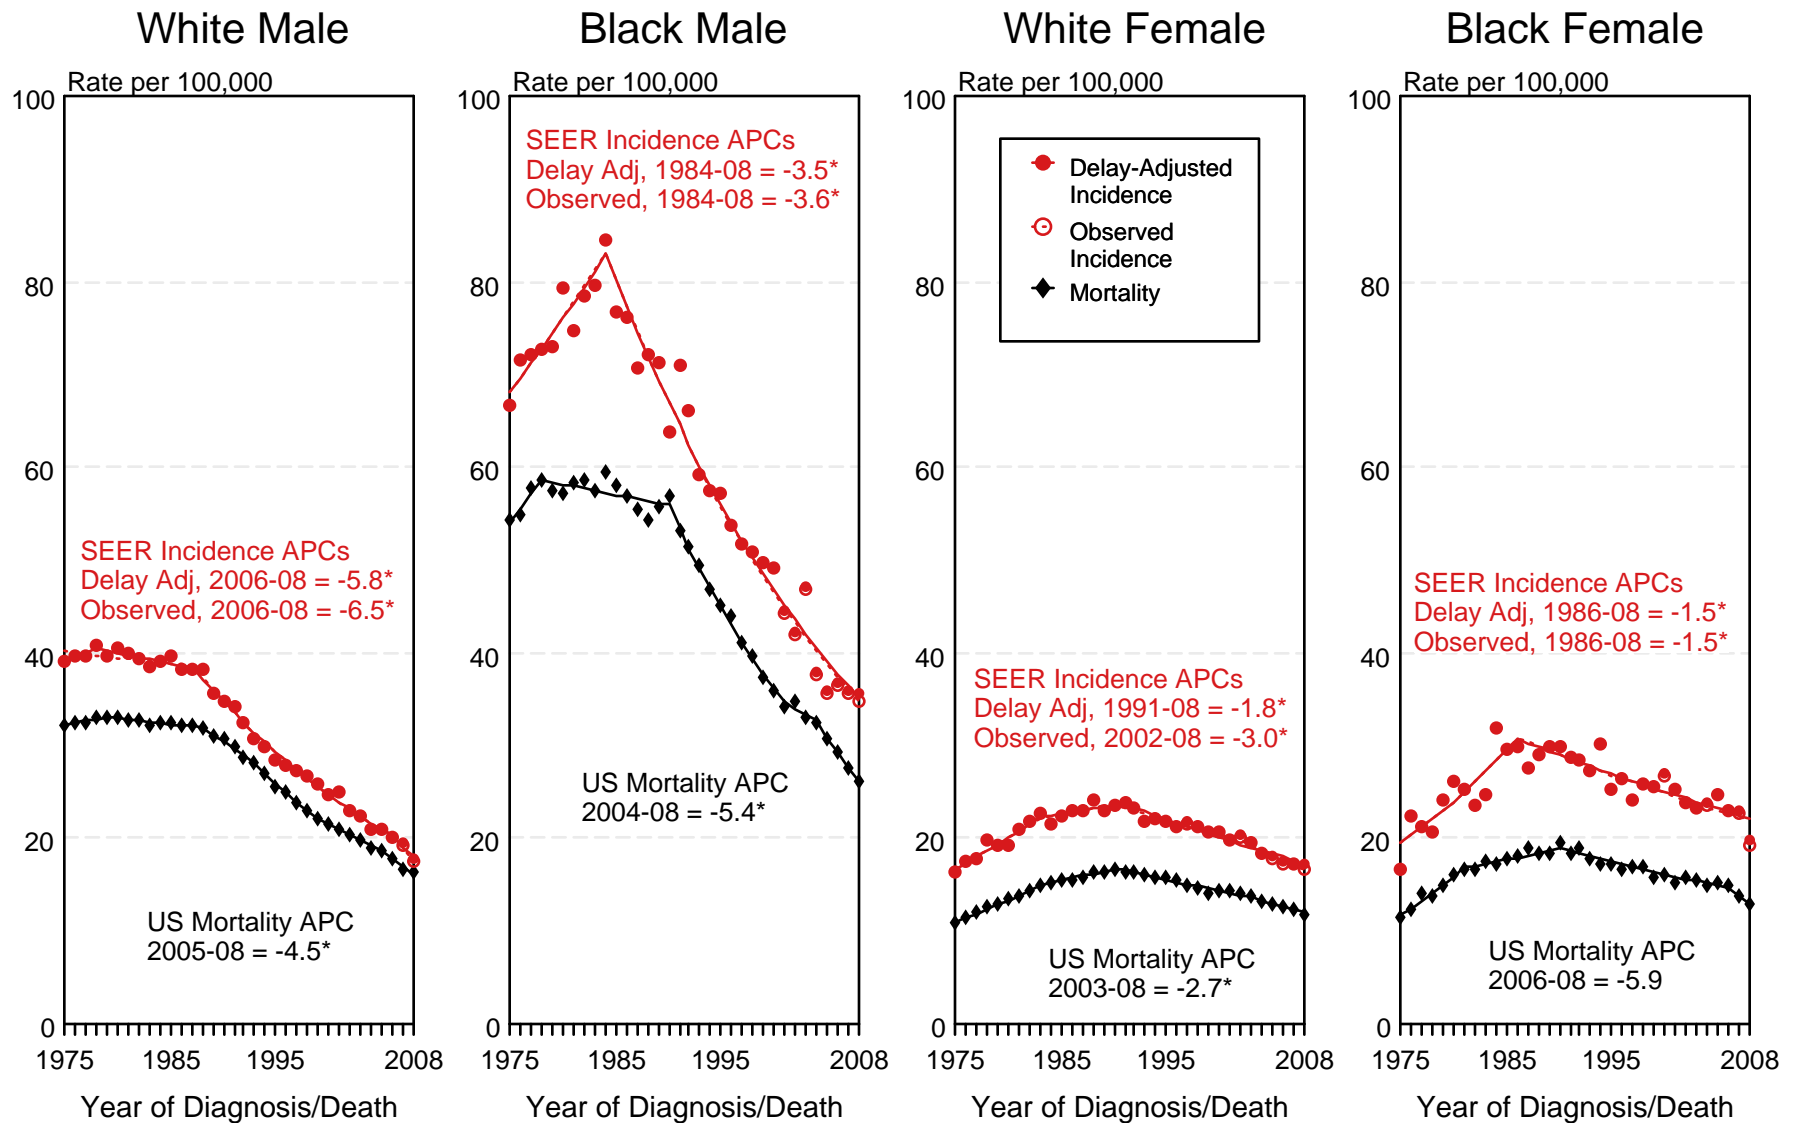 White Male
Rate per 100,000
100
80
60
40
20
0
SEER Incidence APCs
Delay Adj, 2006-08 = -5.8*
Observed, 2006-08 = -6.5*
US Mortality APC
2005-08 = -4.5*
1975 1985 1995 2008
Year of Diagnosis/Death
Black Male
Rate per 100,000
100
80
60
40
20
0
SEER Incidence APCs
Delay Adj, 1984-08 = -3.5*
Observed, 1984-08 = -3.6*
US Mortality APC
2004-08 = -5.4*
1975 1985 1995 2008
Year of Diagnosis/Death
White Female
Rate per 100,000
100
80
60
40
20
0
Delay-Adjusted
Incidence
Observed
Incidence
Mortality
SEER Incidence APCs
Delay Adj, 1991-08 = -1.8*
Observed, 2002-08 = -3.0*
US Mortality APC
2003-08 = -2.7*
1975 1985 1995 2008
Year of Diagnosis/Death
Black Female
Rate per 100,000
100
80
60
40
20
0
SEER Incidence APCs
Delay Adj, 1986-08 = -1.5*
Observed, 1986-08 = -1.5*
US Mortality APC
2006-08 = -5.9
1975 1985 1995 2008
Year of Diagnosis/Death